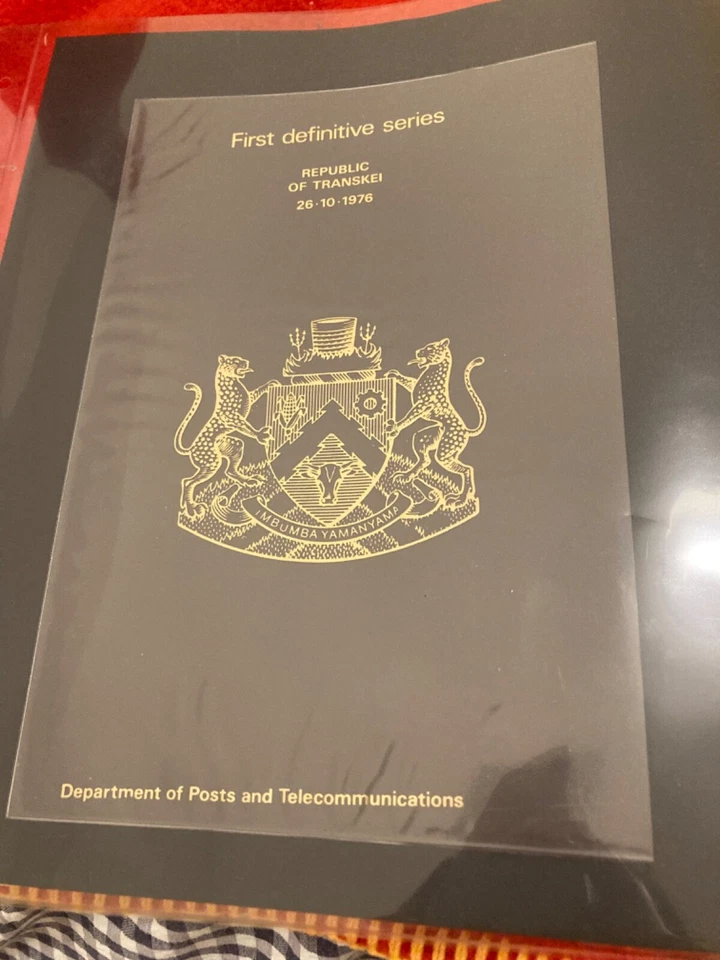 First definitive series
REPUBLIC
OF TRANSKEI
26·10·1976
IMBUMBA YAMANYAMA
Department of Posts and Telecommunications